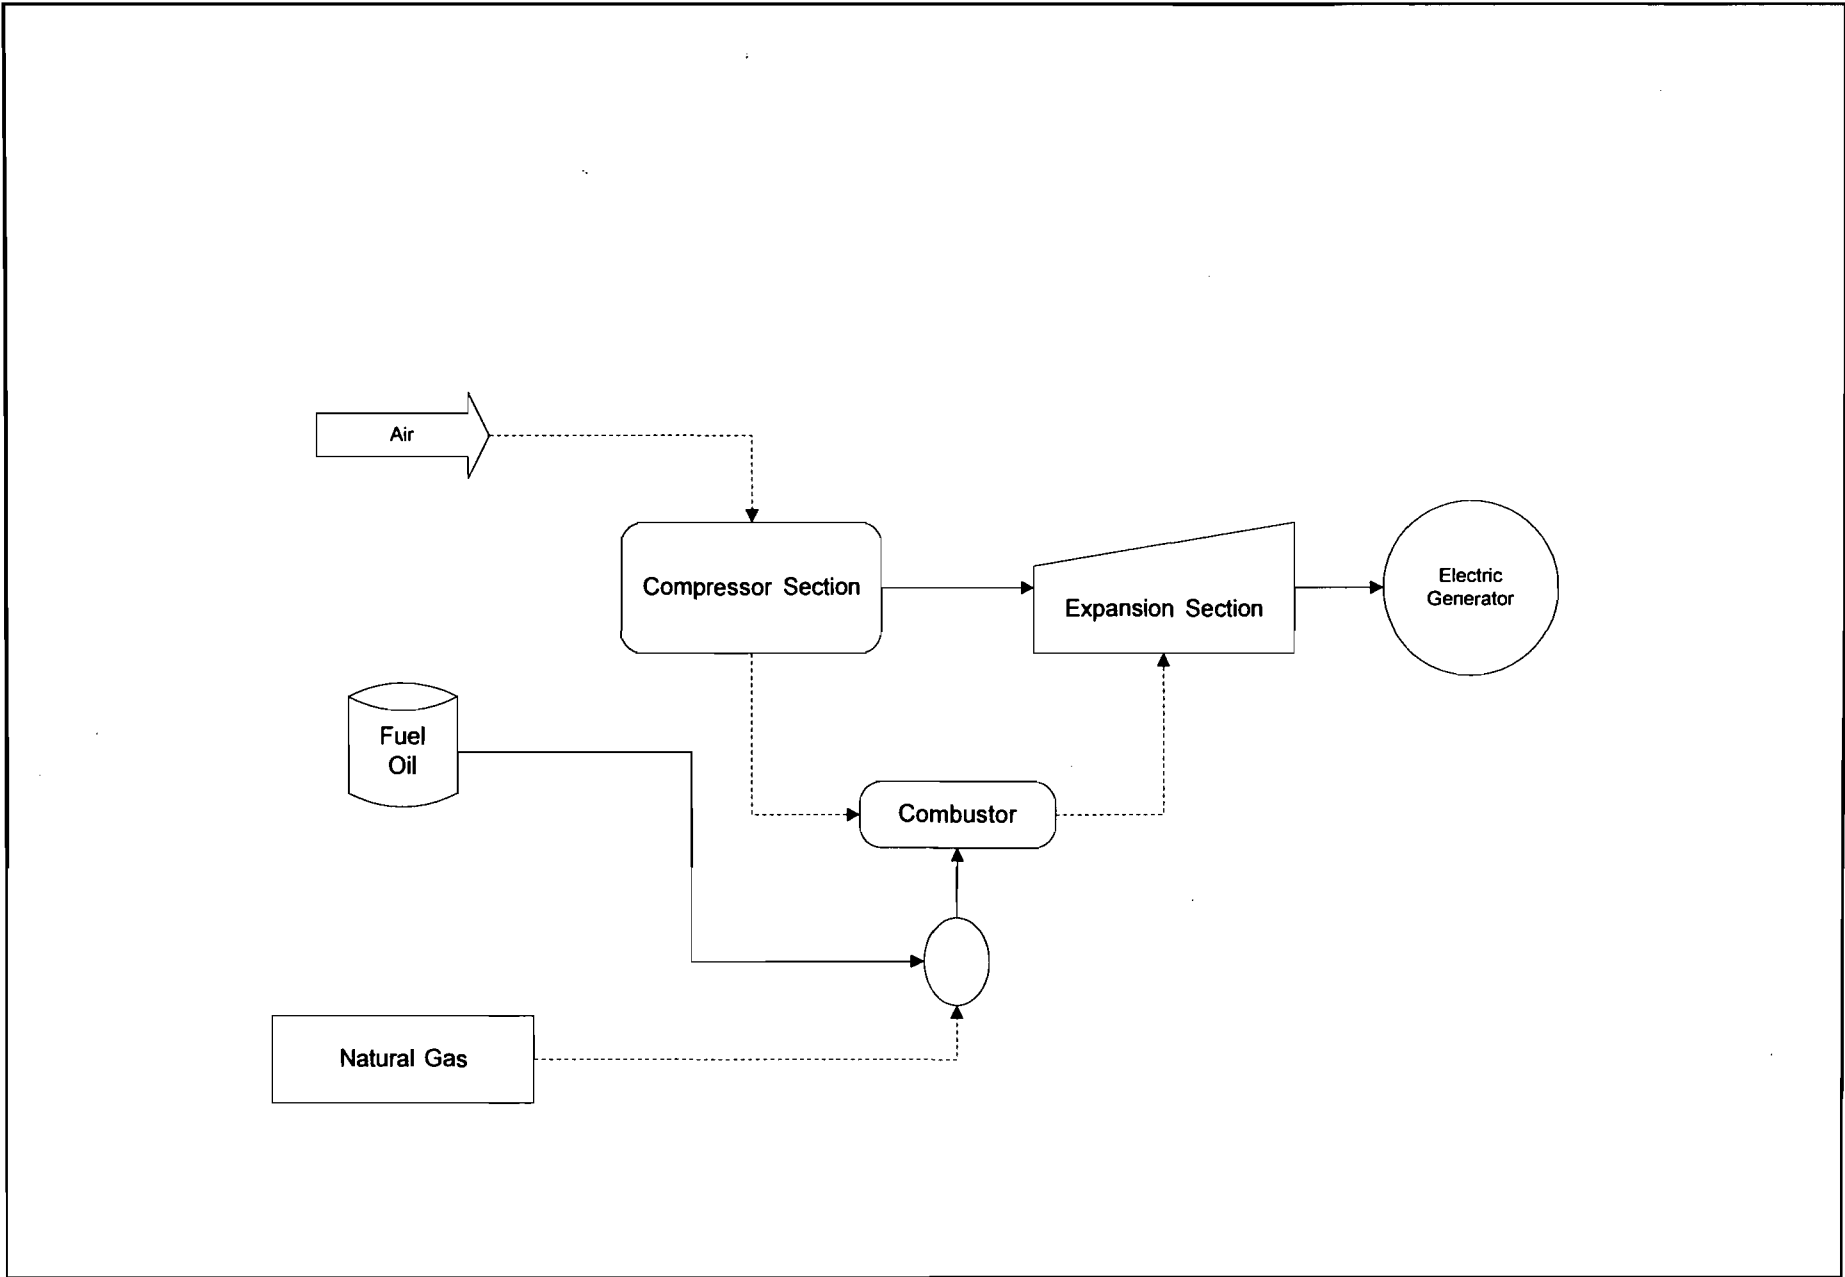 Air
Compressor Section
Expansion Section
Electric
Generator
Fuel
Oil
Combustor
Natural Gas